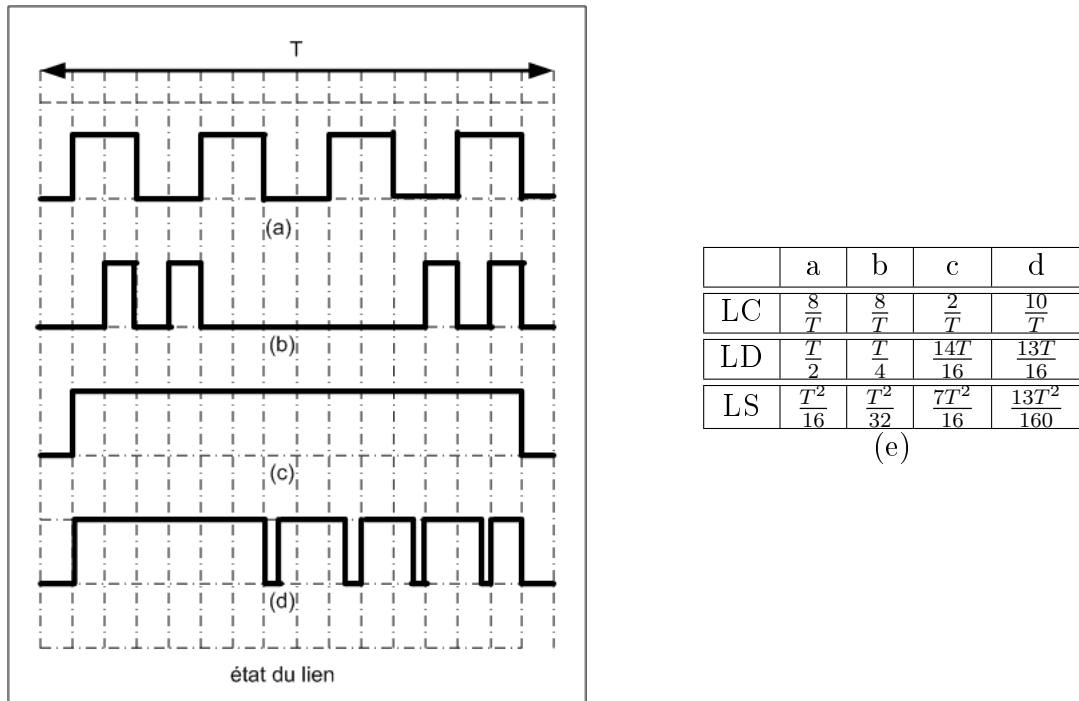 T
(a)
(b)
(c)
(d)
état du lien
a b c d
LC 8/T 8/T 2/T 10/T
LD T/2 T/4 14T/16 13T/16
LS T²/16 T²/32 7T²/16 13T²/160
(e)